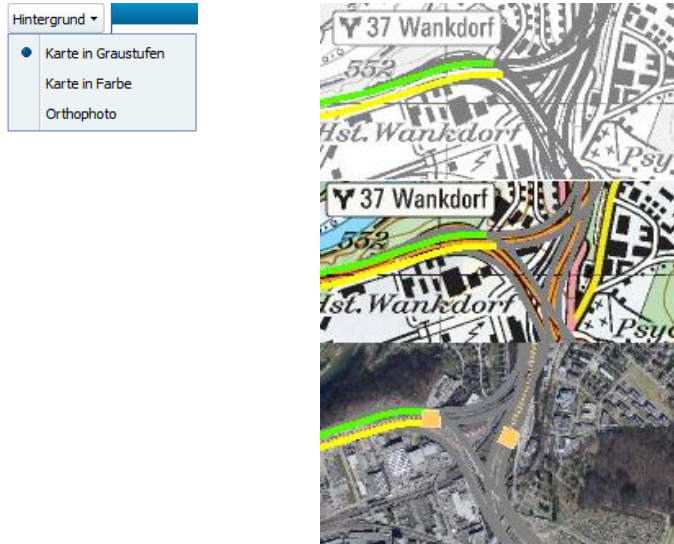 Hintergrund
Karte in Graustufen
Karte in Farbe
Orthophoto
37 Wankdorf
552
Hst. Wankdorf
Psy
37 Wankdorf
552
Hst. Wankdorf
Psyc